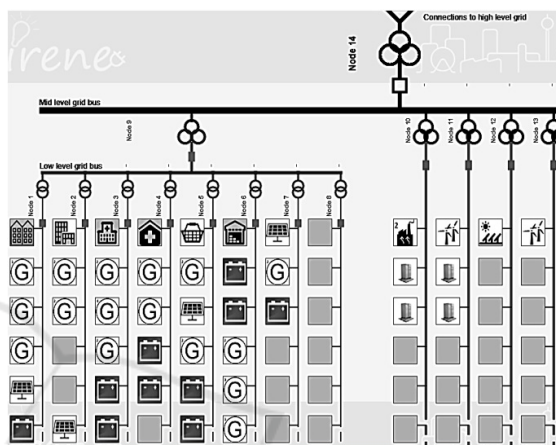 Connections to high level grid
Node 14
irene
Mid level grid bus
Node 9
Node 10
Node 11
Node 12
Node 13
Low level grid bus
Node 1
Node 2
Node 3
Node 4
Node 5
Node 6
Node 7
Node 8
2
G G G G G G
G G G G
G G G G G
G
G